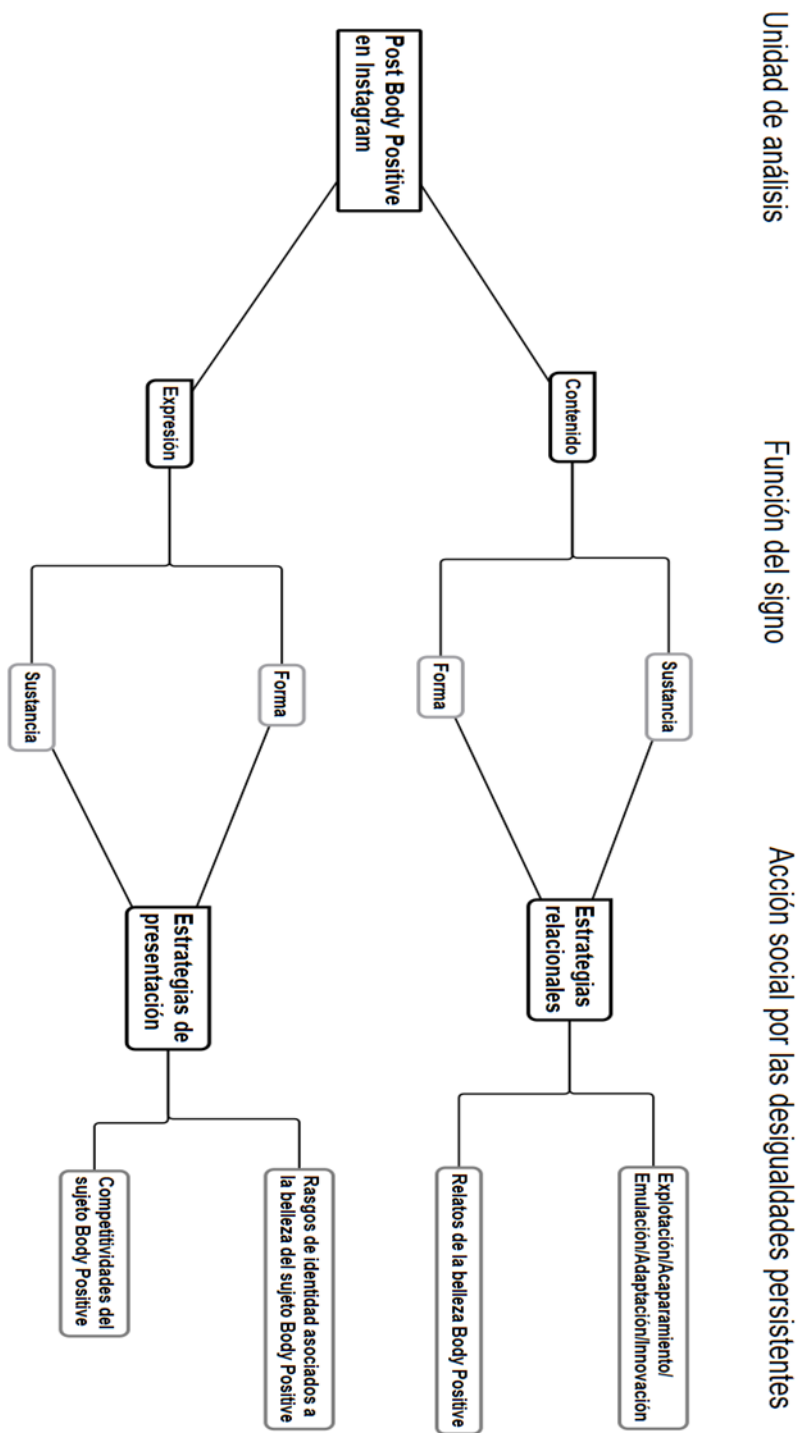 Unidad de análisis
Función del signo
Acción social por las desigualdades persistentes
Post Body Positive
en Instagram
Contenido
Expresión
Sustancia
Forma
Forma
Sustancia
Estrategias
relacionales
Estrategias de
presentación
Explotación/Acaparamiento/
Emulación/Adaptación/Innovación
Relatos de la belleza Body Positive
Rasgos de identidad asociados a
la belleza del sujeto Body Positive
Competitividades del
sujeto Body Positive